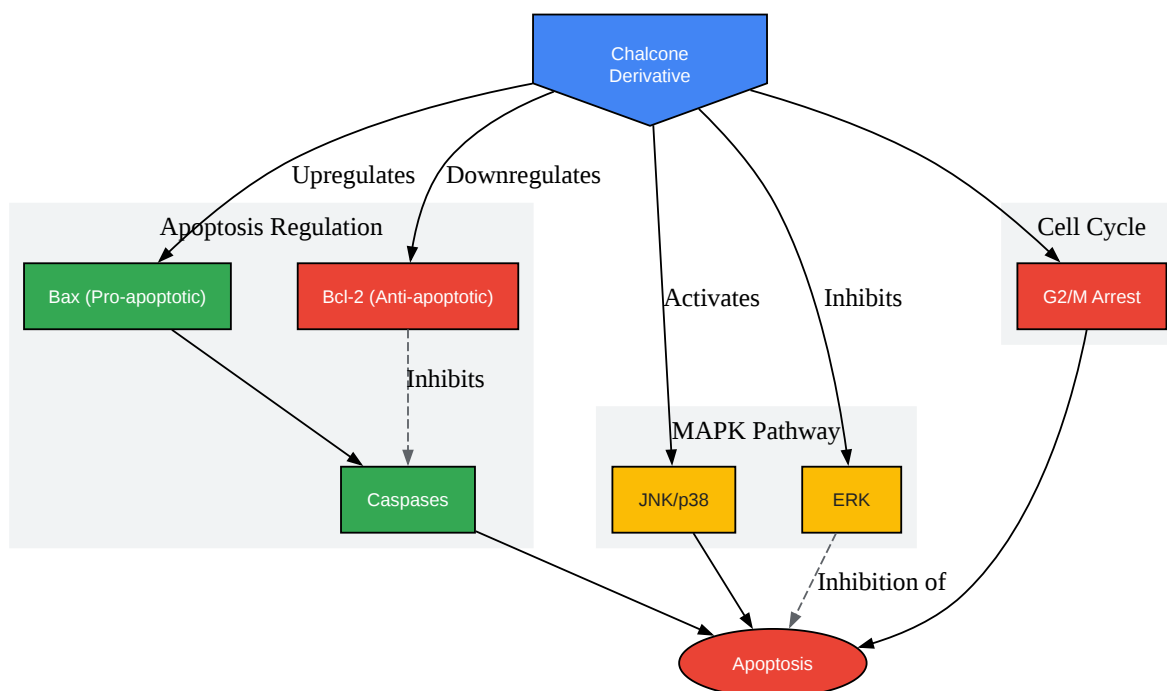 Chalcone
Derivative
Upregulates
Downregulates
Apoptosis Regulation
Cell Cycle
Bax (Pro-apoptotic)
Bcl-2 (Anti-apoptotic)
Activates
Inhibits
G2/M Arrest
Inhibits
MAPK Pathway
Caspases
JNK/p38
ERK
Inhibition of
Apoptosis